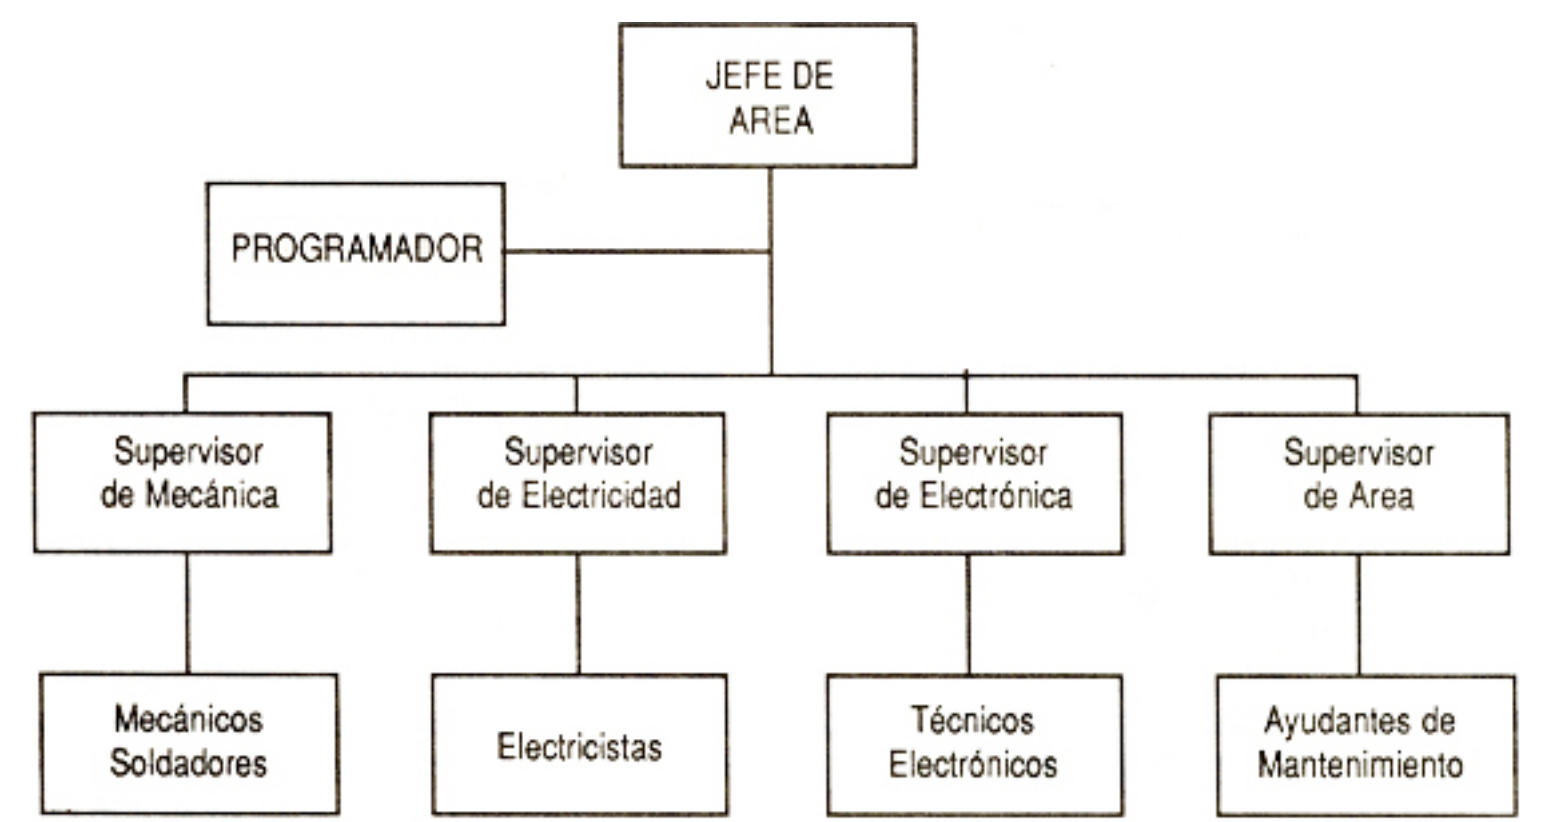 JEFE DE
AREA
PROGRAMADOR
Supervisor
de Mecánica
Supervisor
de Electricidad
Supervisor
de Electrónica
Supervisor
de Area
Mecánicos
Soldadores
Electricistas
Técnicos
Electrónicos
Ayudantes de
Mantenimiento